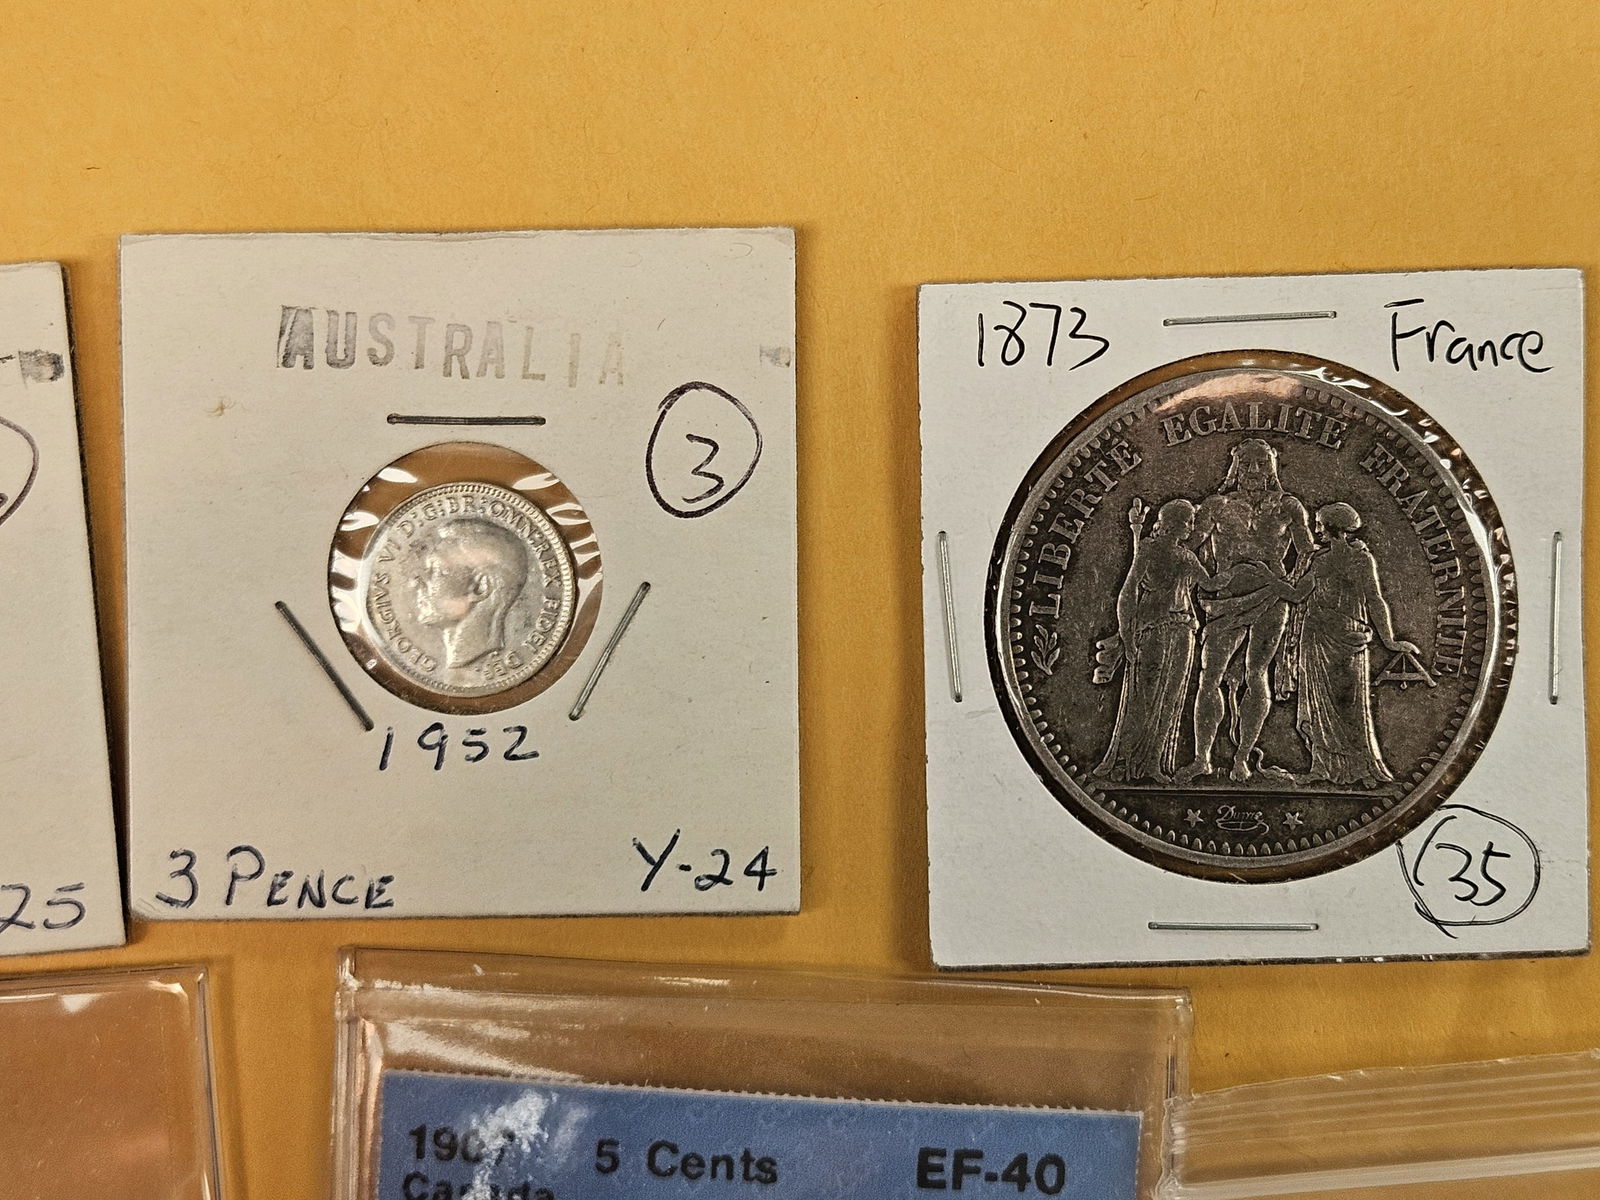 AUSTRALIA
3
GEORGIVS VI D:G:BR:OMN:REX FIDEI DEF.
1952
3 PENCE
Y-24
25
1873
France
LIBERTE EGALITE FRATERNITE
35
5 Cents
EF-40
Canada